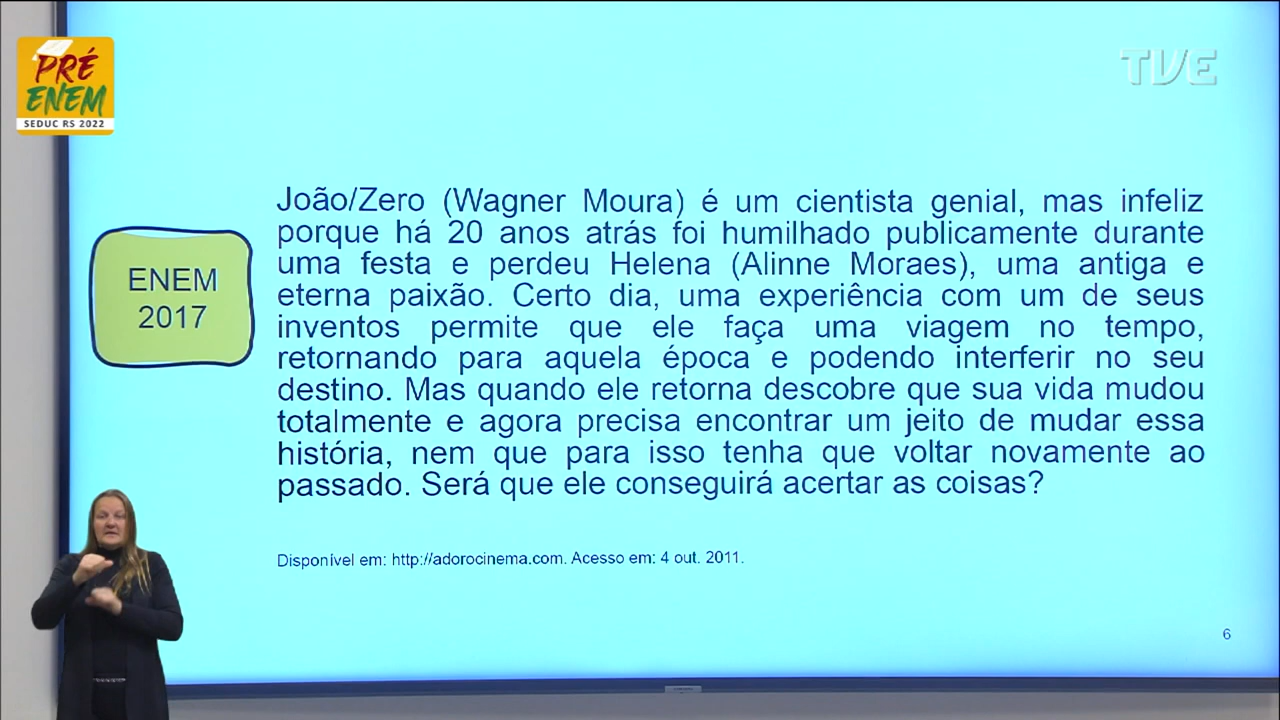 PRÉ
ENEM
SEDUC RS 2022
TVE
João/Zero (Wagner Moura) é um cientista genial, mas infeliz
porque há 20 anos atrás foi humilhado publicamente durante
uma festa e perdeu Helena (Alinne Moraes), uma antiga e
eterna paixão. Certo dia, uma experiência com um de seus
inventos permite que ele faça uma viagem no tempo,
retornando para aquela época e podendo interferir no seu
destino. Mas quando ele retorna descobre que sua vida mudou
totalmente e agora precisa encontrar um jeito de mudar essa
história, nem que para isso tenha que voltar novamente ao
passado. Será que ele conseguirá acertar as coisas?
ENEM
2017
Disponível em: http://adorocinema.com. Acesso em: 4 out. 2011.
6